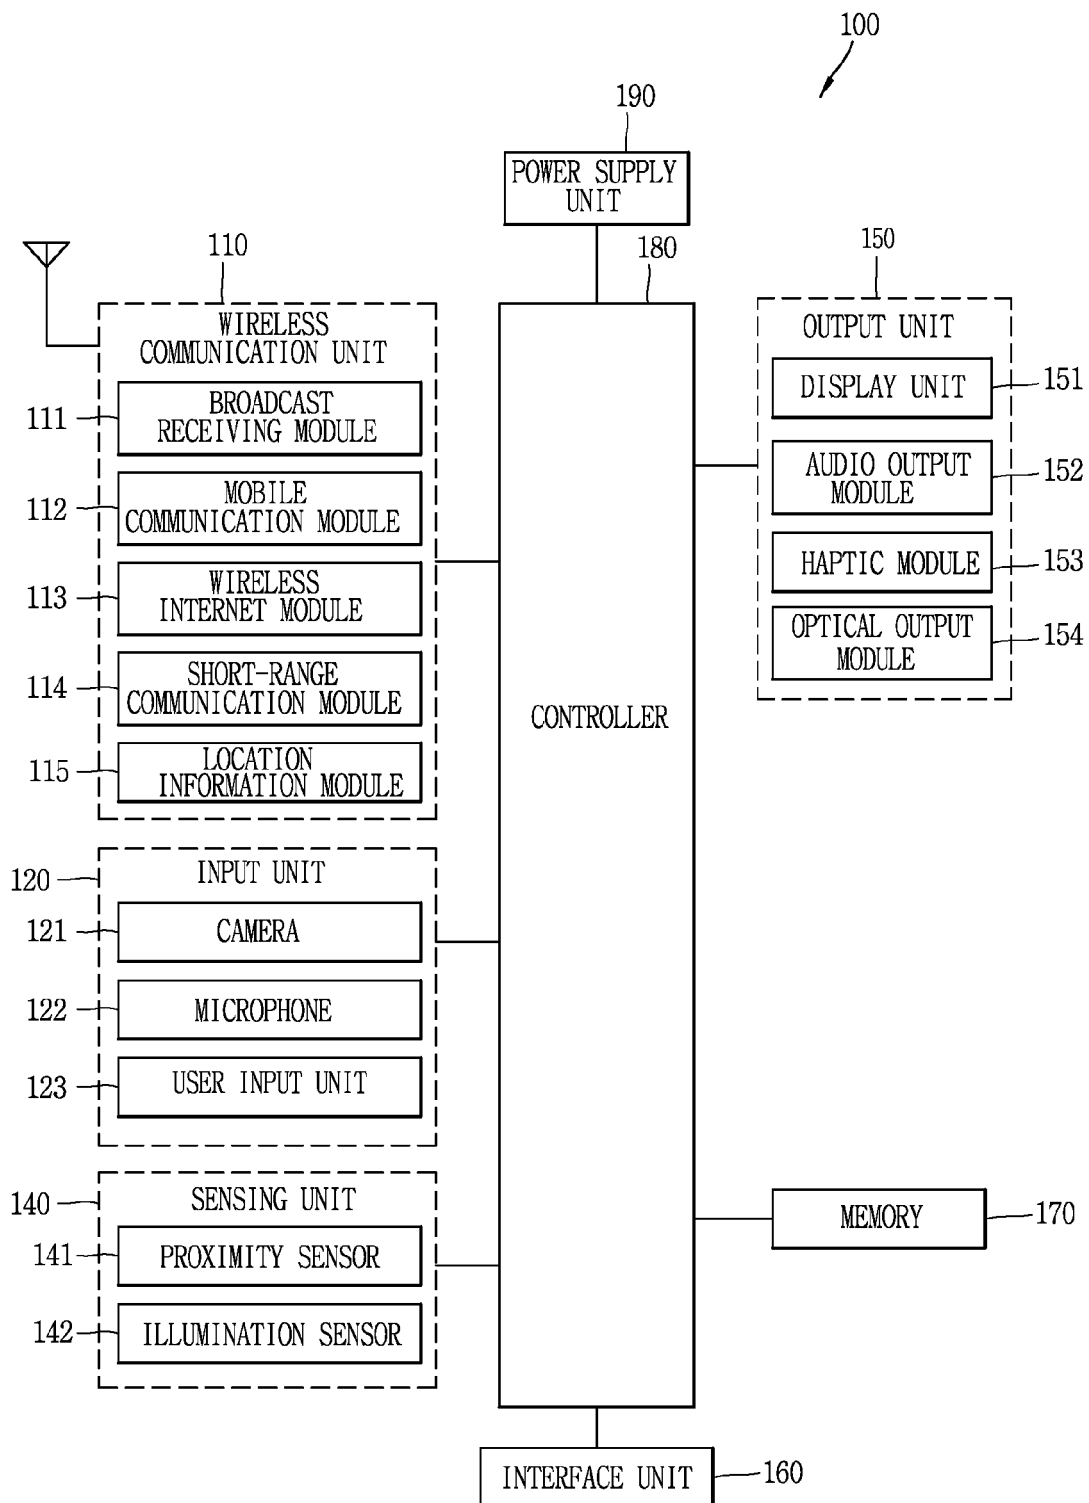 100
190
POWER SUPPLY
UNIT
110
180
150
WIRELESS
COMMUNICATION UNIT
111
BROADCAST
RECEIVING MODULE
112
MOBILE
COMMUNICATION MODULE
113
WIRELESS
INTERNET MODULE
114
SHORT-RANGE
COMMUNICATION MODULE
115
LOCATION
INFORMATION MODULE
120
INPUT UNIT
121
CAMERA
122
MICROPHONE
123
USER INPUT UNIT
140
SENSING UNIT
141
PROXIMITY SENSOR
142
ILLUMINATION SENSOR
CONTROLLER
OUTPUT UNIT
DISPLAY UNIT
151
AUDIO OUTPUT
MODULE
152
HAPTIC MODULE
153
OPTICAL OUTPUT
MODULE
154
MEMORY
170
INTERFACE UNIT
160